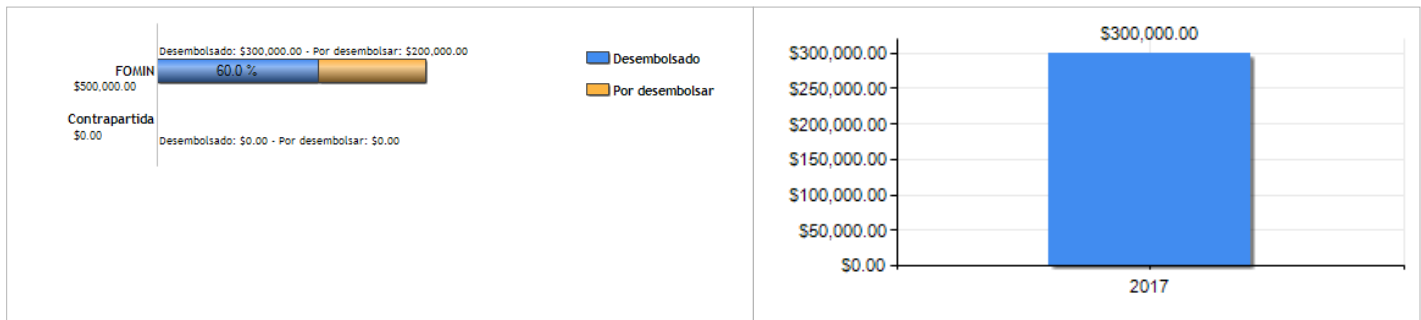 Desembolsado: $300,000.00 - Por desembolsar: $200,000.00
FOMIN
60.0 %
$500,000.00
Contrapartida
$0.00
Desembolsado: $0.00 - Por desembolsar: $0.00
Desembolsado
Por desembolsar
$300,000.00
$300,000.00
$250,000.00
$200,000.00
$150,000.00
$100,000.00
$50,000.00
$0.00
2017